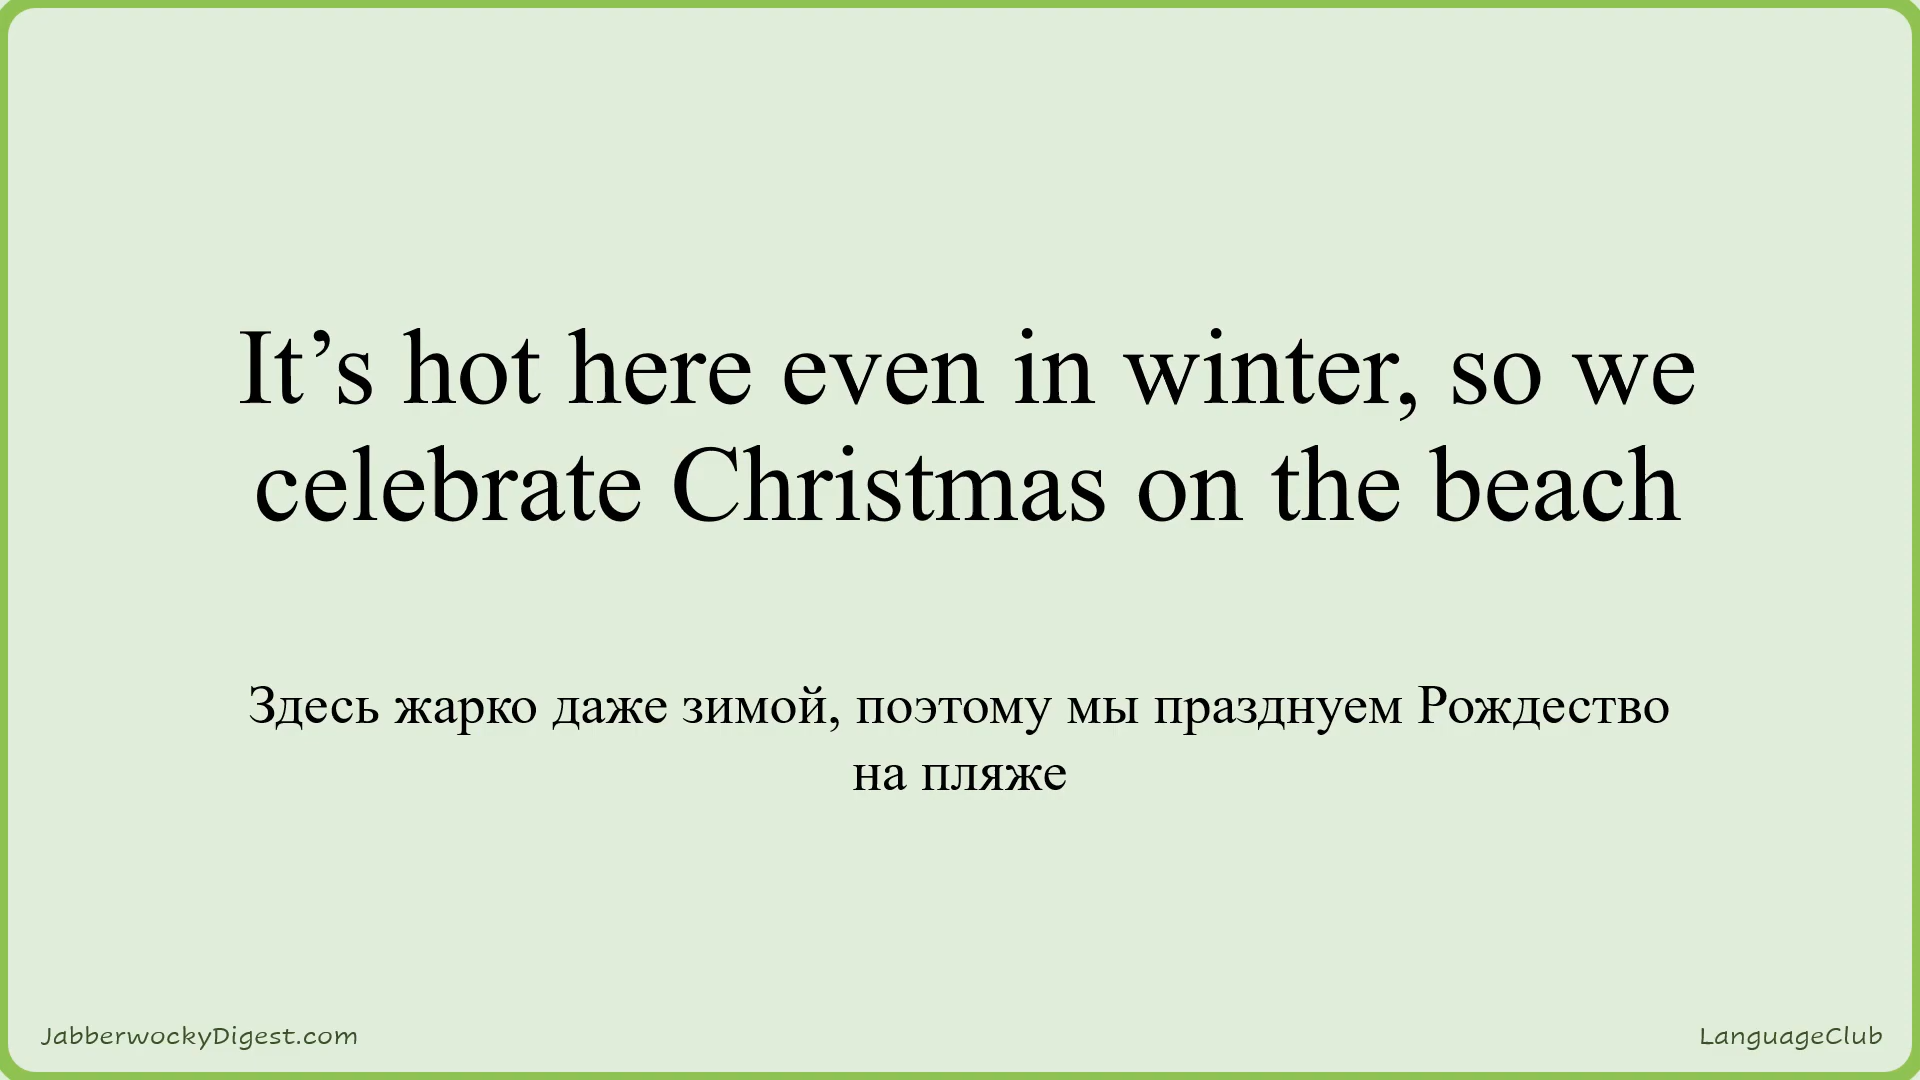 It’s hot here even in winter, so we
celebrate Christmas on the beach
Здесь жарко даже зимой, поэтому мы празднуем Рождество
на пляже
JabberwockyDigest.com
LanguageClub